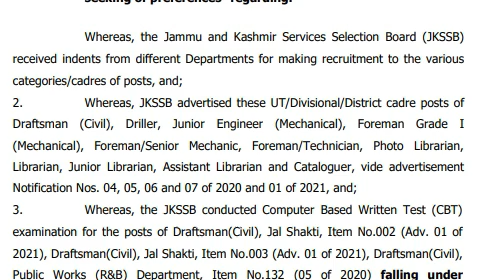 seeking of preferences" regarding.
Whereas, the Jammu and Kashmir Services Selection Board (JKSSB)
received indents from different Departments for making recruitment to the various
categories/cadres of posts, and;
2. Whereas, JKSSB advertised these UT/Divisional/District cadre posts of
Draftsman (Civil), Driller, Junior Engineer (Mechanical), Foreman Grade I
(Mechanical), Foreman/Senior Mechanic, Foreman/Technician, Photo Librarian,
Librarian, Junior Librarian, Assistant Librarian and Cataloguer, vide advertisement
Notification Nos. 04, 05, 06 and 07 of 2020 and 01 of 2021, and;
3. Whereas, the JKSSB conducted Computer Based Written Test (CBT)
examination for the posts of Draftsman(Civil), Jal Shakti, Item No.002 (Adv. 01 of
2021), Draftsman(Civil), Jal Shakti, Item No.003 (Adv. 01 of 2021), Draftsman(Civil),
Public Works (R&B) Department, Item No.132 (05 of 2020) falling under